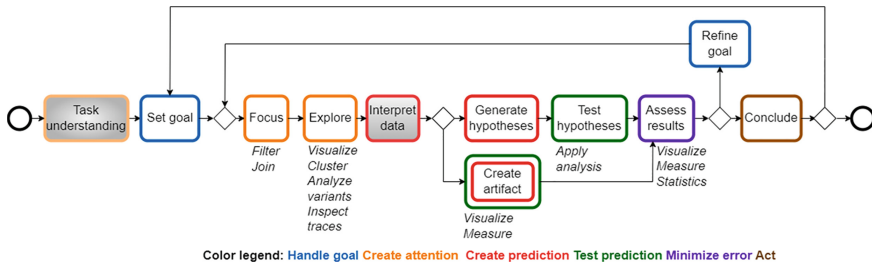 Refine
goal
Task
understanding
Set goal
Focus
Explore
Interpret
data
Generate
hypotheses
Test
hypotheses
Assess
results
Conclude
Filter
Join
Visualize
Cluster
Analyze
variants
Inspect
traces
Create
artifact
Visualize
Measure
Apply
analysis
Visualize
Measure
Statistics
Color legend: Handle goal Create attention Create prediction Test prediction Minimize error Act